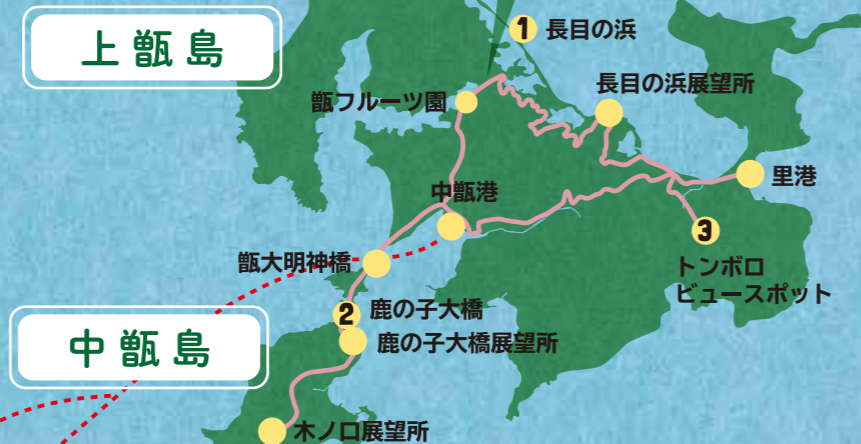 上甑島
1 長目の浜
長目の浜展望所
甑フルーツ園
里港
中甑港
3
トンボロ
ビュースポット
甑大明神橋
2 鹿の子大橋
鹿の子大橋展望所
中甑島
木ノ口展望所